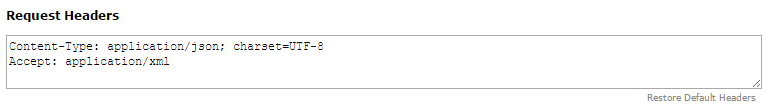 Request Headers
Content-Type: application/json; charset=UTF-8
Accept: application/xml
Restore Default Headers